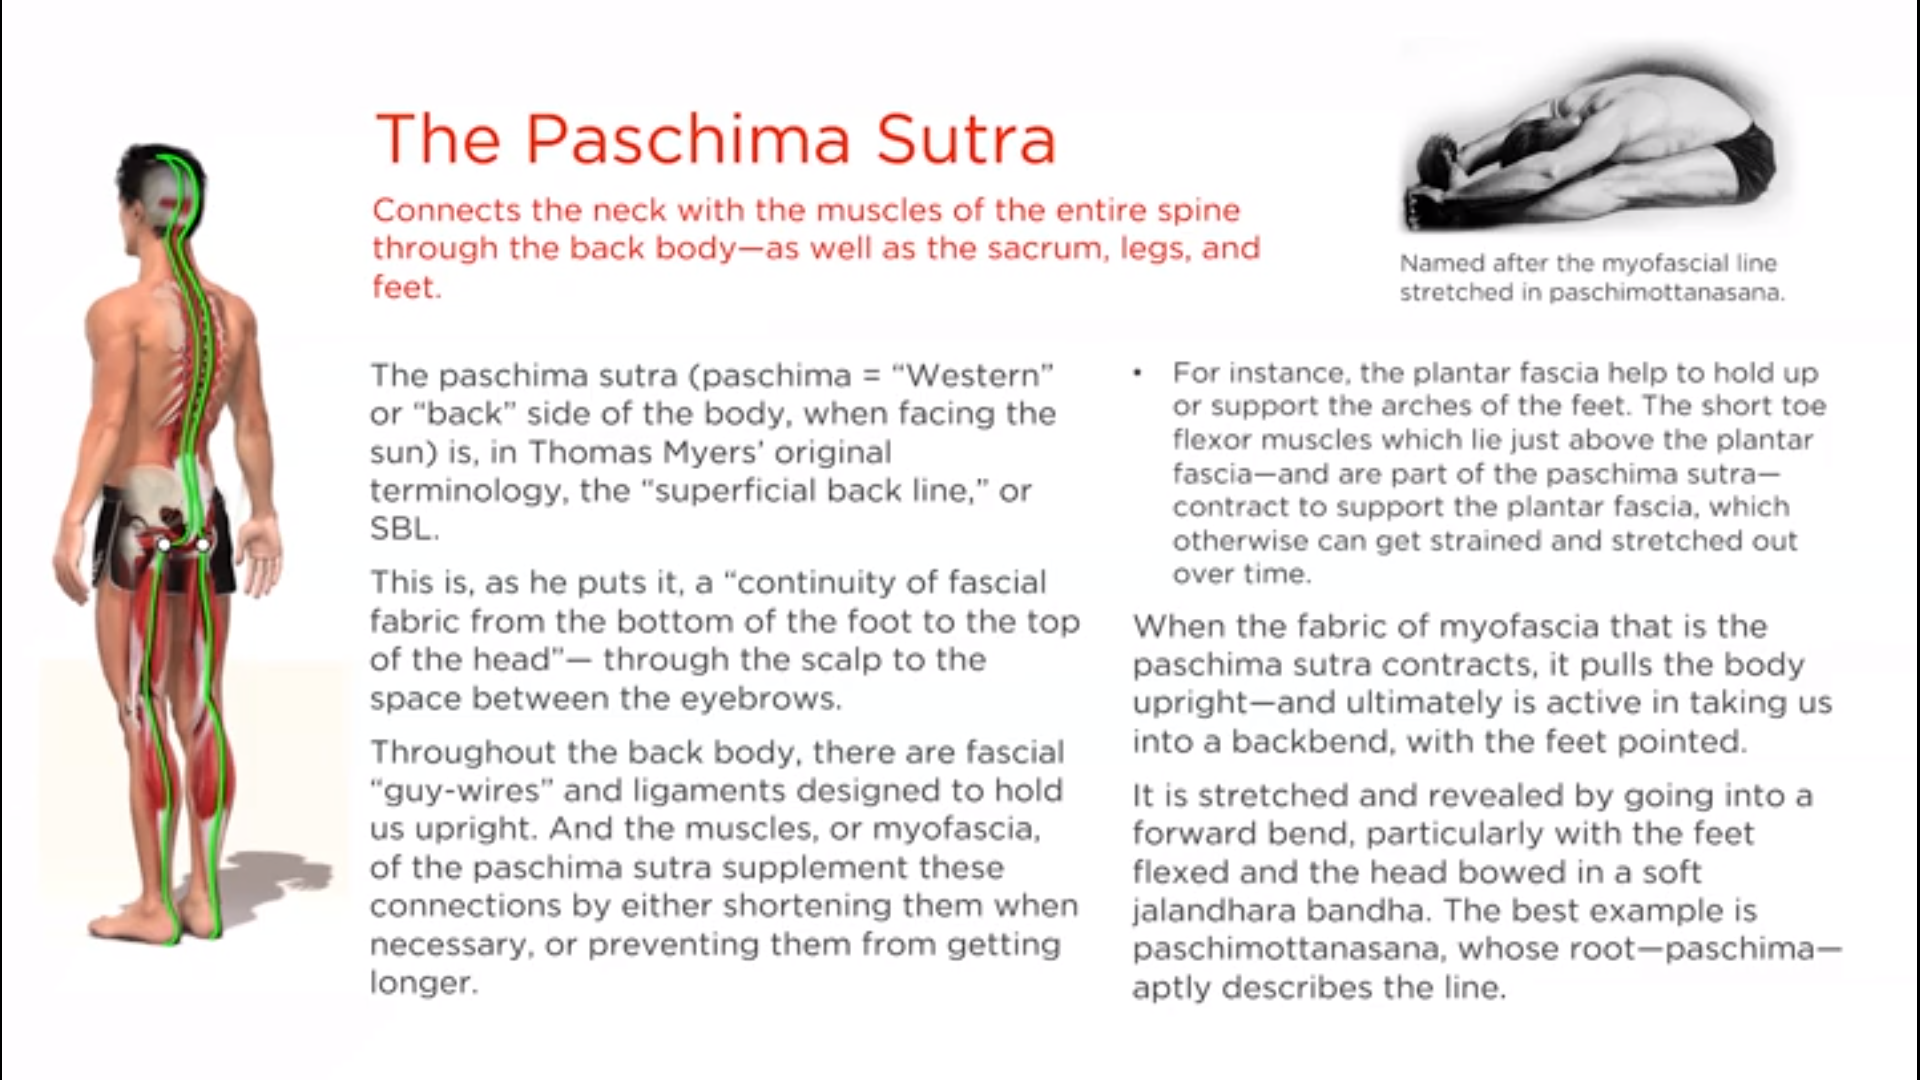 The Paschima Sutra
Connects the neck with the muscles of the entire spine
through the back body—as well as the sacrum, legs, and
feet.
Named after the myofascial line
stretched in paschimottanasana.
The paschima sutra (paschima = “Western”
or “back” side of the body, when facing the
sun) is, in Thomas Myers’ original
terminology, the “superficial back line,” or
SBL.
This is, as he puts it, a “continuity of fascial
fabric from the bottom of the foot to the top
of the head”— through the scalp to the
space between the eyebrows.
Throughout the back body, there are fascial
“guy-wires” and ligaments designed to hold
us upright. And the muscles, or myofascia,
of the paschima sutra supplement these
connections by either shortening them when
necessary, or preventing them from getting
longer.
• For instance, the plantar fascia help to hold up
or support the arches of the feet. The short toe
flexor muscles which lie just above the plantar
fascia—and are part of the paschima sutra—
contract to support the plantar fascia, which
otherwise can get strained and stretched out
over time.
When the fabric of myofascia that is the
paschima sutra contracts, it pulls the body
upright—and ultimately is active in taking us
into a backbend, with the feet pointed.
It is stretched and revealed by going into a
forward bend, particularly with the feet
flexed and the head bowed in a soft
jalandhara bandha. The best example is
paschimottanasana, whose root—paschima—
aptly describes the line.